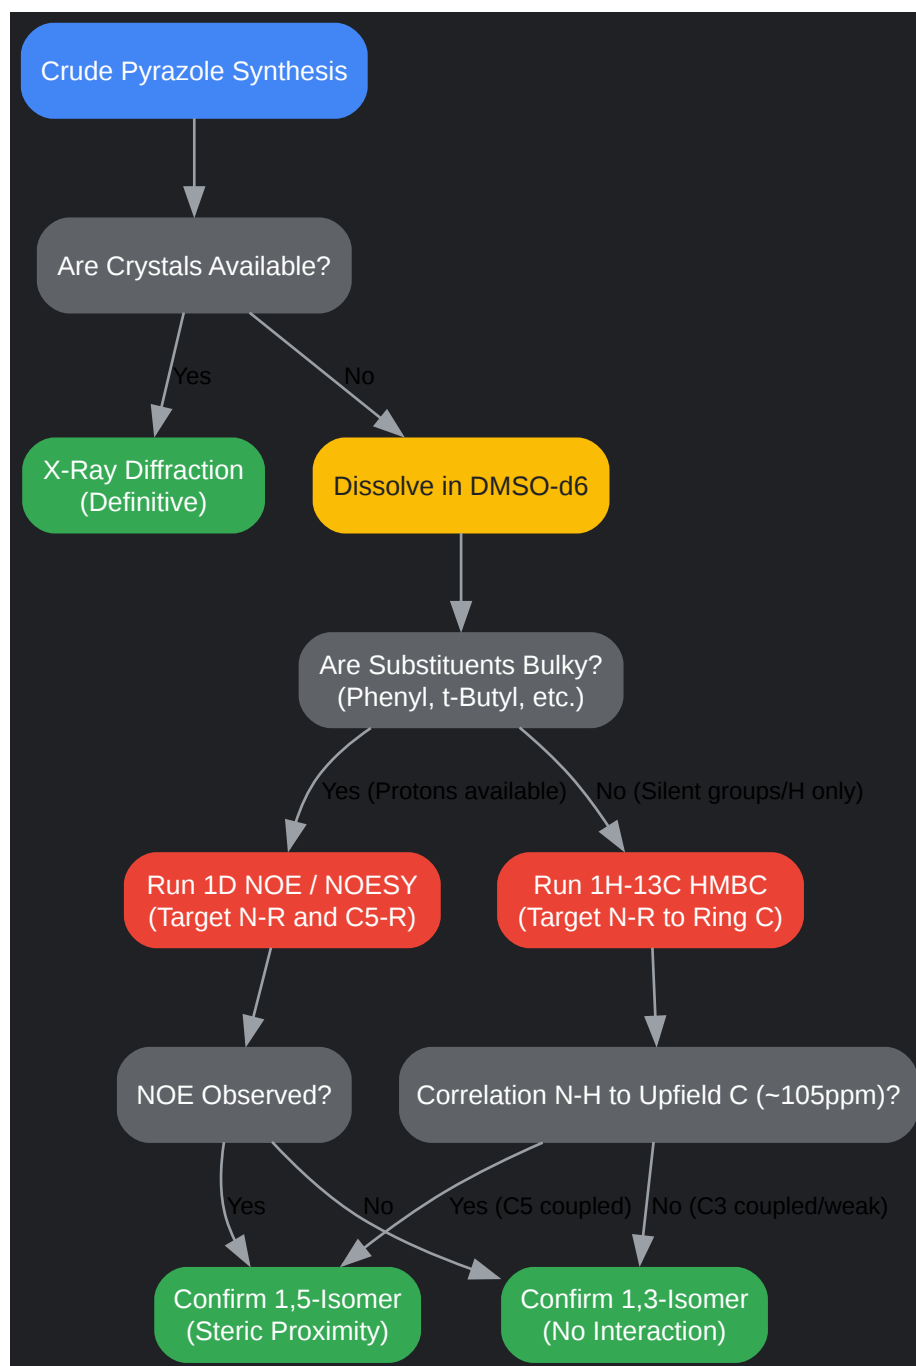 Crude Pyrazole Synthesis
Are Crystals Available?
Yes
No
X-Ray Diffraction
(Definitive)
Dissolve in DMSO-d6
Are Substituents Bulky?
(Phenyl, t-Butyl, etc.)
Yes (Protons available)
No (Silent groups/H only)
Run 1D NOE / NOESY
(Target N-R and C5-R)
Run 1H-13C HMBC
(Target N-R to Ring C)
NOE Observed?
Correlation N-H to Upfield C (~105ppm)?
Yes
No
Yes (C5 coupled)
No (C3 coupled/weak)
Confirm 1,5-Isomer
(Steric Proximity)
Confirm 1,3-Isomer
(No Interaction)